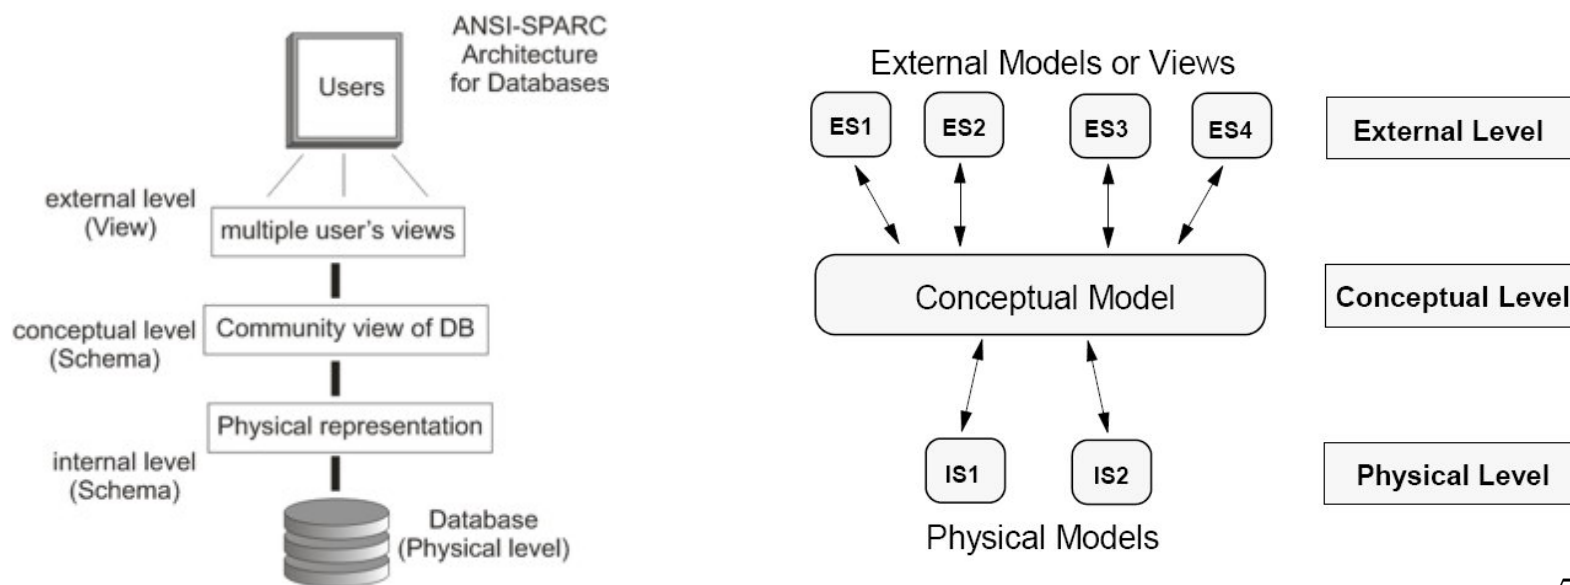 ANSI-SPARC
Architecture
for Databases
Users
external level
(View)
multiple user's views
conceptual level
(Schema)
Community view of DB
Physical representation
internal level
(Schema)
Database
(Physical level)
External Models or Views
ES1
ES2
ES3
ES4
External Level
Conceptual Model
Conceptual Level
IS1
IS2
Physical Level
Physical Models